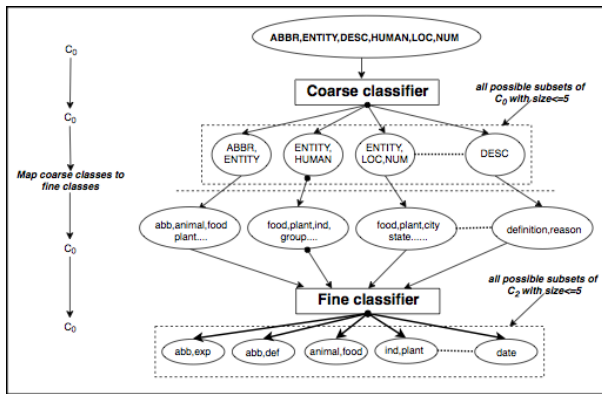 ABBR,ENTITY,DESC,HUMAN,LOC,NUM
C0
Coarse classifier
all possible subsets of
C0 with size<=5
C0
ABBR,
ENTITY
ENTITY,
HUMAN
ENTITY,
LOC,NUM
DESC
Map coarse classes to
fine classes
abb,animal,food
plant....
food,plant,ind,
group....
food,plant,city
state......
definition,reason
C0
all possible subsets of
C2 with size<=5
Fine classifier
C0
abb,exp
abb,def
animal,food
ind,plant
date